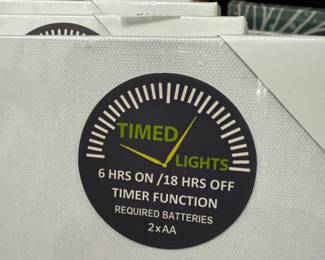 TIMED
LIGHTS
6 HRS ON /18 HRS OFF
TIMER FUNCTION
REQUIRED BATTERIES
2xAA